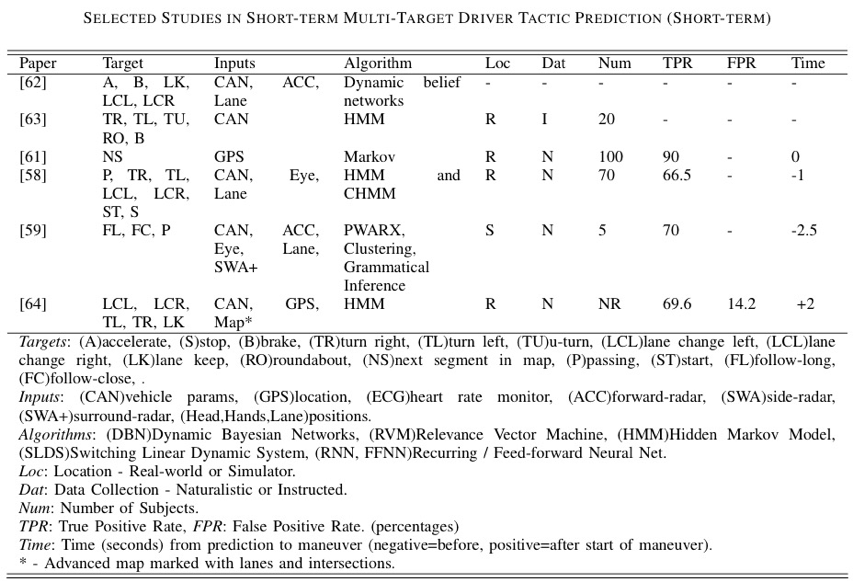 SELECTED STUDIES IN SHORT-TERM MULTI-TARGET DRIVER TACTIC PREDICTION (SHORT-TERM)
Paper Target Inputs Algorithm Loc Dat Num TPR FPR Time
[62] A, B, LK, CAN, ACC, Dynamic belief - - - - - -
LCL, LCR Lane networks
[63] TR, TL, TU, CAN HMM R I 20 - - -
RO, B
[61] NS GPS Markov R N 100 90 - 0
[58] P, TR, TL, CAN, Eye, HMM and R N 70 66.5 - -1
LCL, LCR, Lane CHMM
ST, S
[59] FL, FC, P CAN, ACC, PWARX, S N 5 70 - -2.5
Eye, Lane, Clustering,
SWA+ Grammatical
Inference
[64] LCL, LCR, CAN, GPS, HMM R N NR 69.6 14.2 +2
TL, TR, LK Map*
Targets: (A)accelerate, (S)stop, (B)brake, (TR)turn right, (TL)turn left, (TU)u-turn, (LCL)lane change left, (LCL)lane
change right, (LK)lane keep, (RO)roundabout, (NS)next segment in map, (P)passing, (ST)start, (FL)follow-long,
(FC)follow-close, .
Inputs: (CAN)vehicle params, (GPS)location, (ECG)heart rate monitor, (ACC)forward-radar, (SWA)side-radar,
(SWA+)surround-radar, (Head,Hands,Lane)positions.
Algorithms: (DBN)Dynamic Bayesian Networks, (RVM)Relevance Vector Machine, (HMM)Hidden Markov Model,
(SLDS)Switching Linear Dynamic System, (RNN, FFNN)Recurring / Feed-forward Neural Net.
Loc: Location - Real-world or Simulator.
Dat: Data Collection - Naturalistic or Instructed.
Num: Number of Subjects.
TPR: True Positive Rate, FPR: False Positive Rate. (percentages)
Time: Time (seconds) from prediction to maneuver (negative=before, positive=after start of maneuver).
* - Advanced map marked with lanes and intersections.